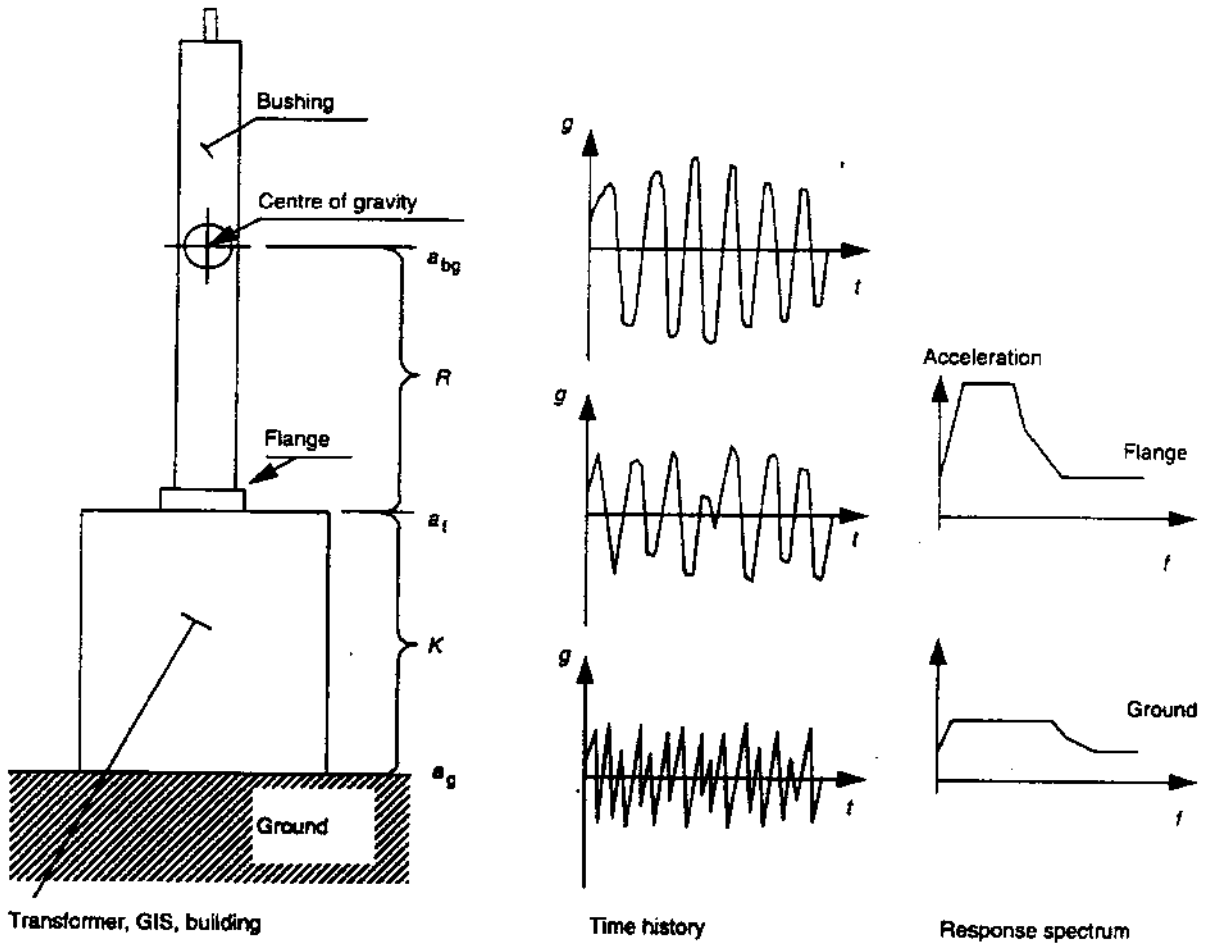 Bushing
Centre of gravity
a_bg
R
Flange
a_f
K
a_g
Ground
Transformer, GIS, building
g
t
g
t
g
t
Time history
Acceleration
Flange
f
Ground
f
Response spectrum